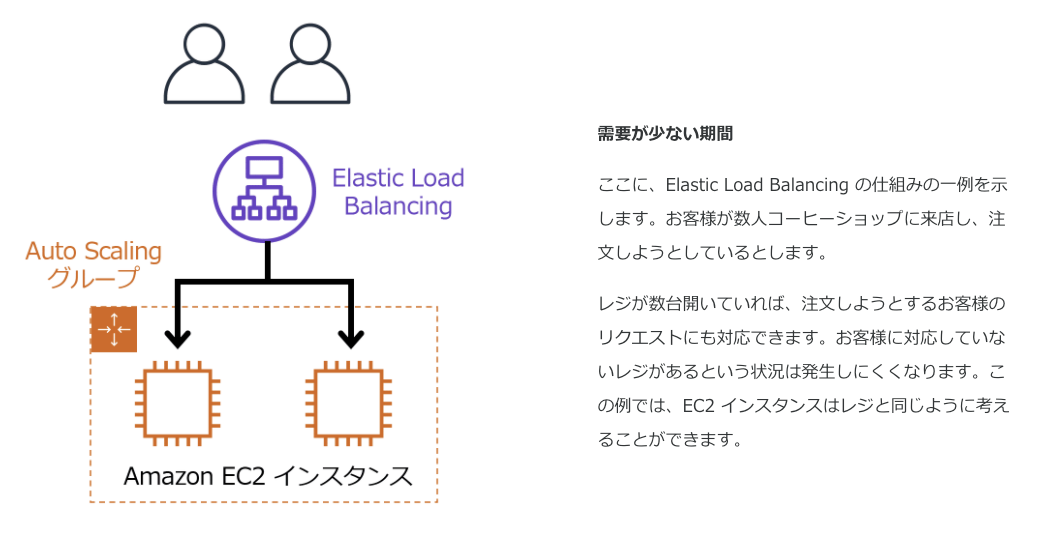 Elastic Load
Balancing
Auto Scaling
グループ
Amazon EC2 インスタンス
需要が少ない期間
ここに、Elastic Load Balancing の仕組みの一例を示
します。お客様が数人コーヒーショップに来店し、注
文しようとしているとします。
レジが数台開いていれば、注文しようとするお客様の
リクエストにも対応できます。お客様に対応していな
いレジがあるという状況は発生しにくくなります。こ
の例では、EC2 インスタンスはレジと同じように考え
ることができます。